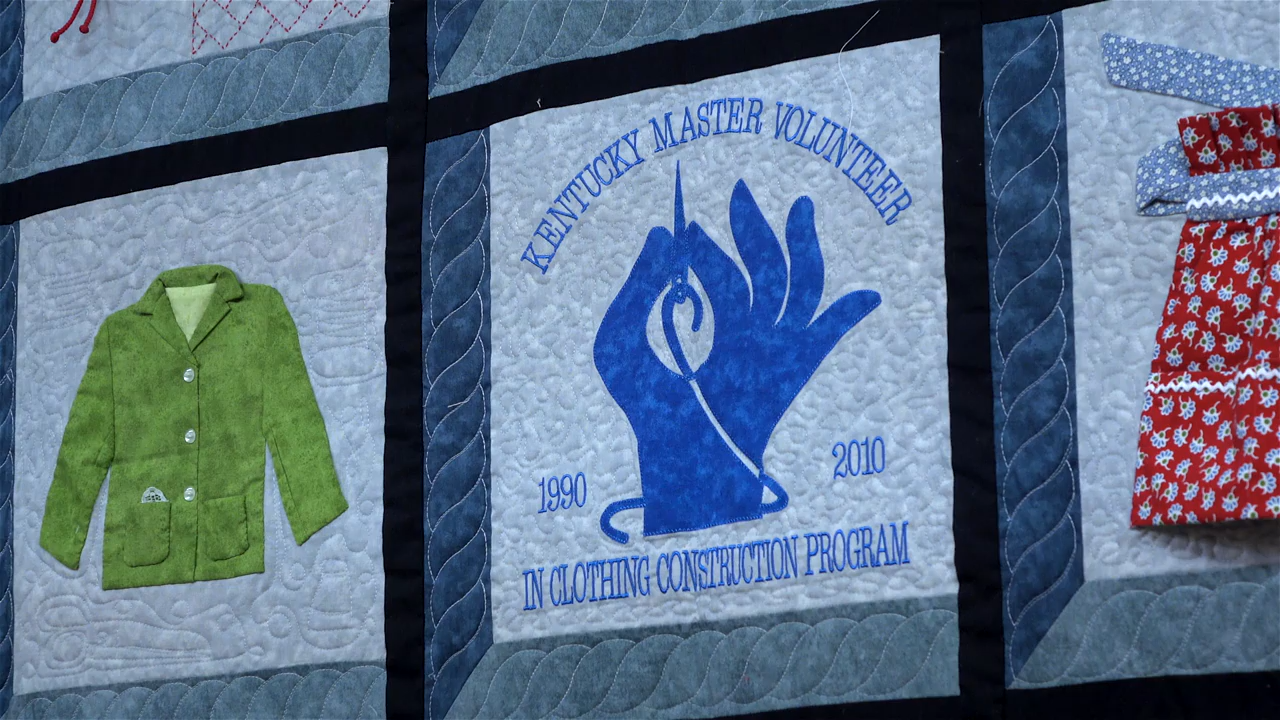 KENTUCKY MASTER VOLUNTEER
1990 2010
IN CLOTHING CONSTRUCTION PROGRAM